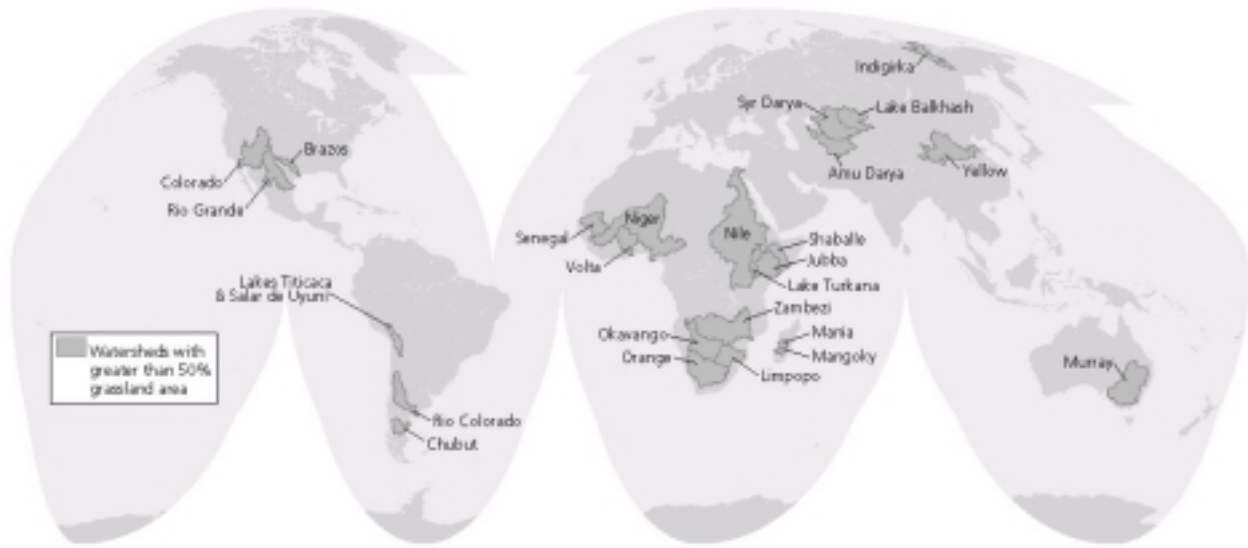 Indigirka
Syr Darya
Lake Balkhash
Brazos
Colorado
Amu Darya
Yellow
Rio Grande
Niger
Senegal
Nile
Shaballe
Volta
Jubba
Lake Turkana
Lakes Titicaca
& Salar de Uyuni
Zambezi
Okavango
Mania
Orange
Mangoky
Limpopo
Watersheds with
greater than 50%
grassland area
Murray
Rio Colorado
Chubut